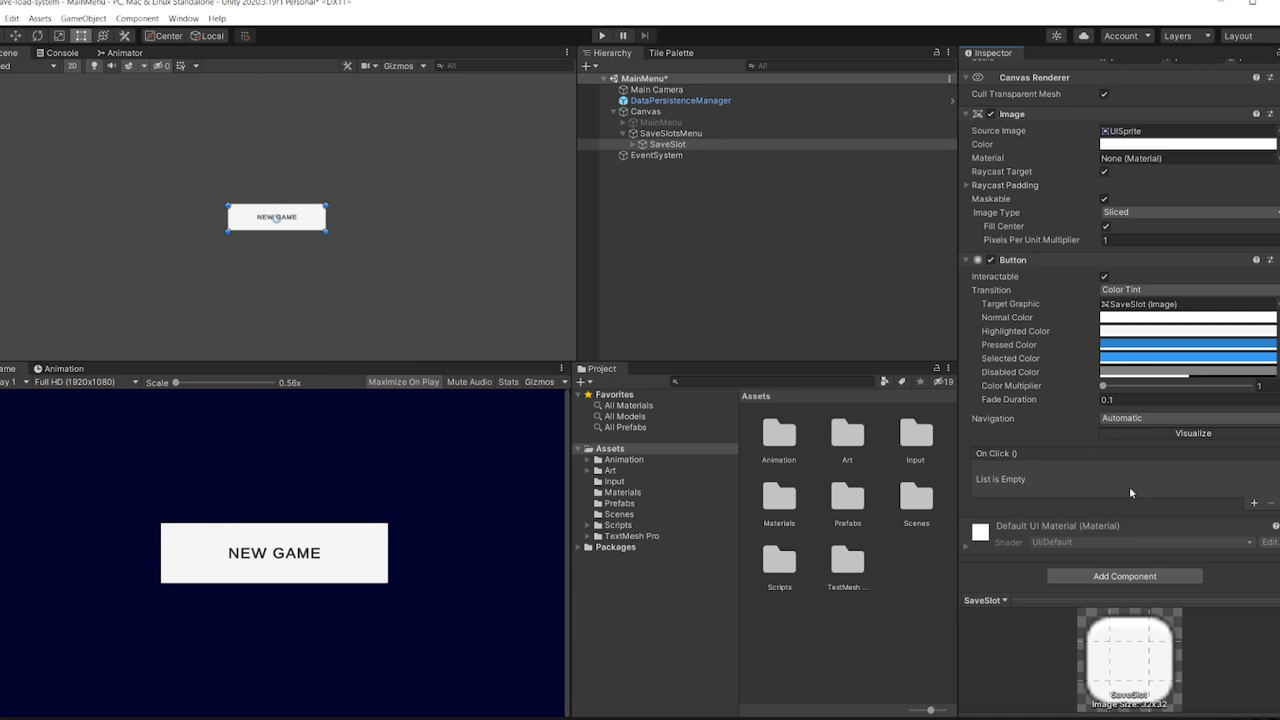 ave-load-system - MainMenu - PC, Mac & Linux Standalone - Unity 2020.3.19f1 Personal* <DX11>
Edit Assets GameObject Component Window Help
Center Local
Account Layers Layout
cene Console Animator
ed 2D 0 Gizmos All
Hierarchy Tile Palette
All
MainMenu*
Main Camera
DataPersistenceManager
Canvas
MainMenu
SaveSlotsMenu
SaveSlot
EventSystem
NEW GAME
ame Animation
ay 1 Full HD (1920x1080) Scale 0.56x Maximize On Play Mute Audio Stats Gizmos
NEW GAME
Project
19
Favorites
All Materials
All Models
All Prefabs
Assets
Animation
Art
Input
Materials
Prefabs
Scenes
Scripts
TextMesh Pro
Packages
Assets
Animation Art Input
Materials Prefabs Scenes
Scripts TextMesh ...
Inspector
Canvas Renderer
Cull Transparent Mesh
Image
Source Image UISprite
Color
Material None (Material)
Raycast Target
Raycast Padding
Maskable
Image Type Sliced
Fill Center
Pixels Per Unit Multiplier 1
Button
Interactable
Transition Color Tint
Target Graphic SaveSlot (Image)
Normal Color
Highlighted Color
Pressed Color
Selected Color
Disabled Color
Color Multiplier 1
Fade Duration 0.1
Navigation Automatic
Visualize
On Click ()
List is Empty
+ -
Default UI Material (Material)
Shader UI/Default Edit.
Add Component
SaveSlot
SaveSlot
Image Size: 32x32